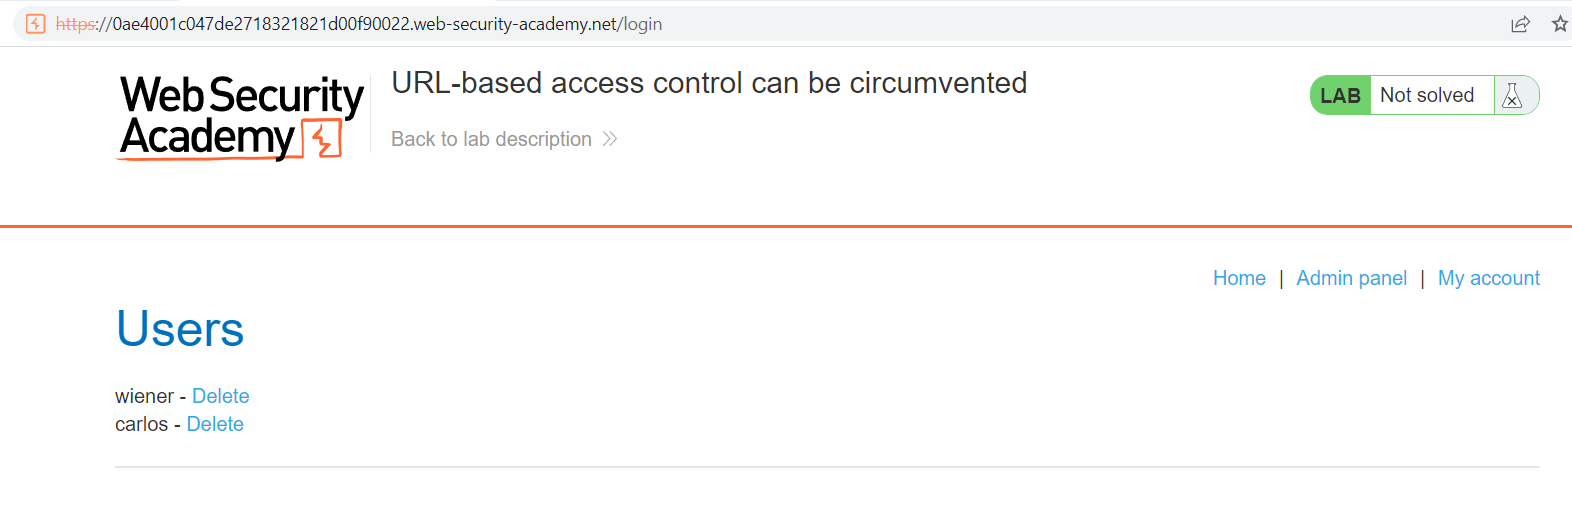 https://0ae4001c047de2718321821d00f90022.web-security-academy.net/login
Web Security
Academy
URL-based access control can be circumvented
Back to lab description
LAB Not solved
Home | Admin panel | My account
Users
wiener - Delete
carlos - Delete